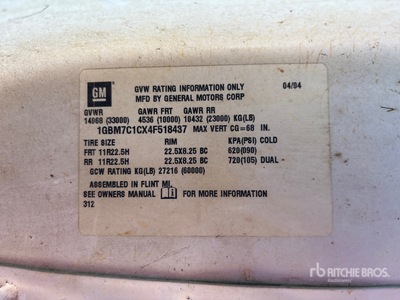 GM
GVW RATING INFORMATION ONLY 04/04
MFD BY GENERAL MOTORS CORP
GVWR GAWR FRT GAWR RR
14968 (33000) 4536 (10000) 10432 (23000) KG(LB)
1GBM7C1CX4F518437 MAX VERT CG=68 IN.
TIRE SIZE RIM KPA(PSI) COLD
FRT 11R22.5H 22.5X8.25 BC 620(090)
RR 11R22.5H 22.5X8.25 BC 720(105) DUAL
GCW RATING KG(LB) 27216 (60000)
ASSEMBLED IN FLINT MI.
SEE OWNERS MANUAL i FOR MORE INFORMATION
312
rb RITCHIE BROS.